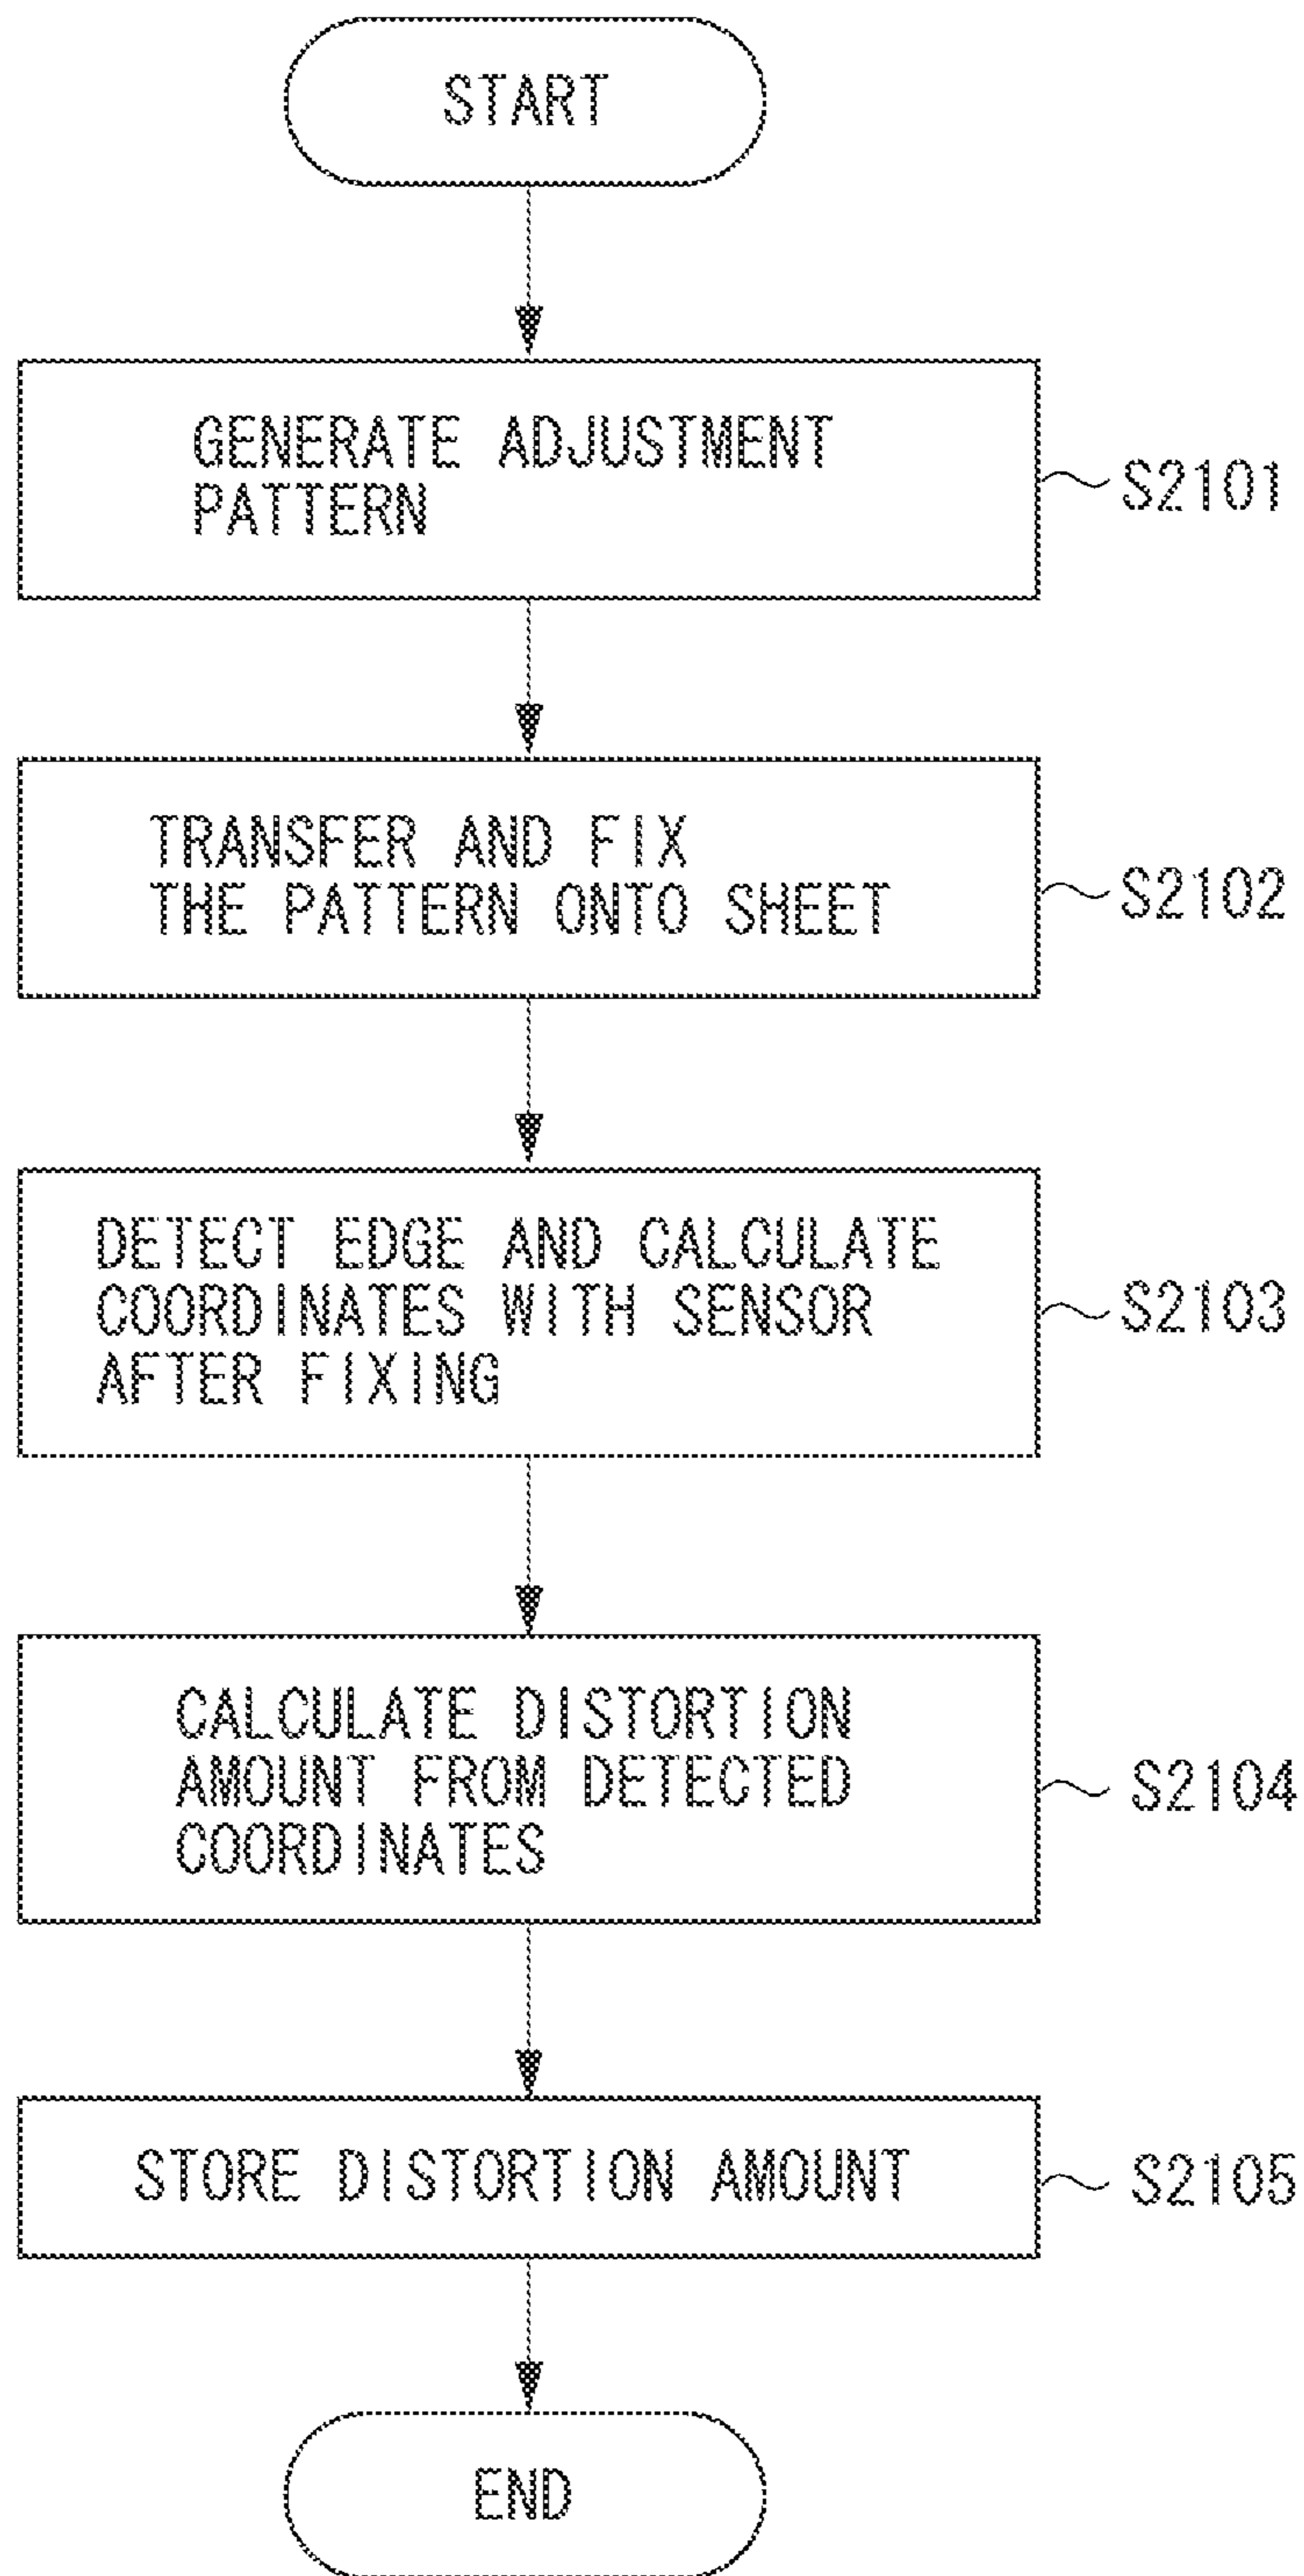 START
GENERATE ADJUSTMENT
PATTERN
S2101
TRANSFER AND FIX
THE PATTERN ONTO SHEET
S2102
DETECT EDGE AND CALCULATE
COORDINATES WITH SENSOR
AFTER FIXING
S2103
CALCULATE DISTORTION
AMOUNT FROM DETECTED
COORDINATES
S2104
STORE DISTORTION AMOUNT
S2105
END